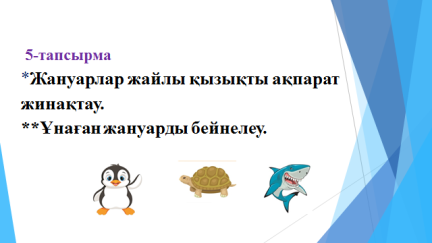 5-тапсырма
*Жануарлар жайлы қызықты ақпарат
жинақтау.
**Ұнаған жануарды бейнелеу.